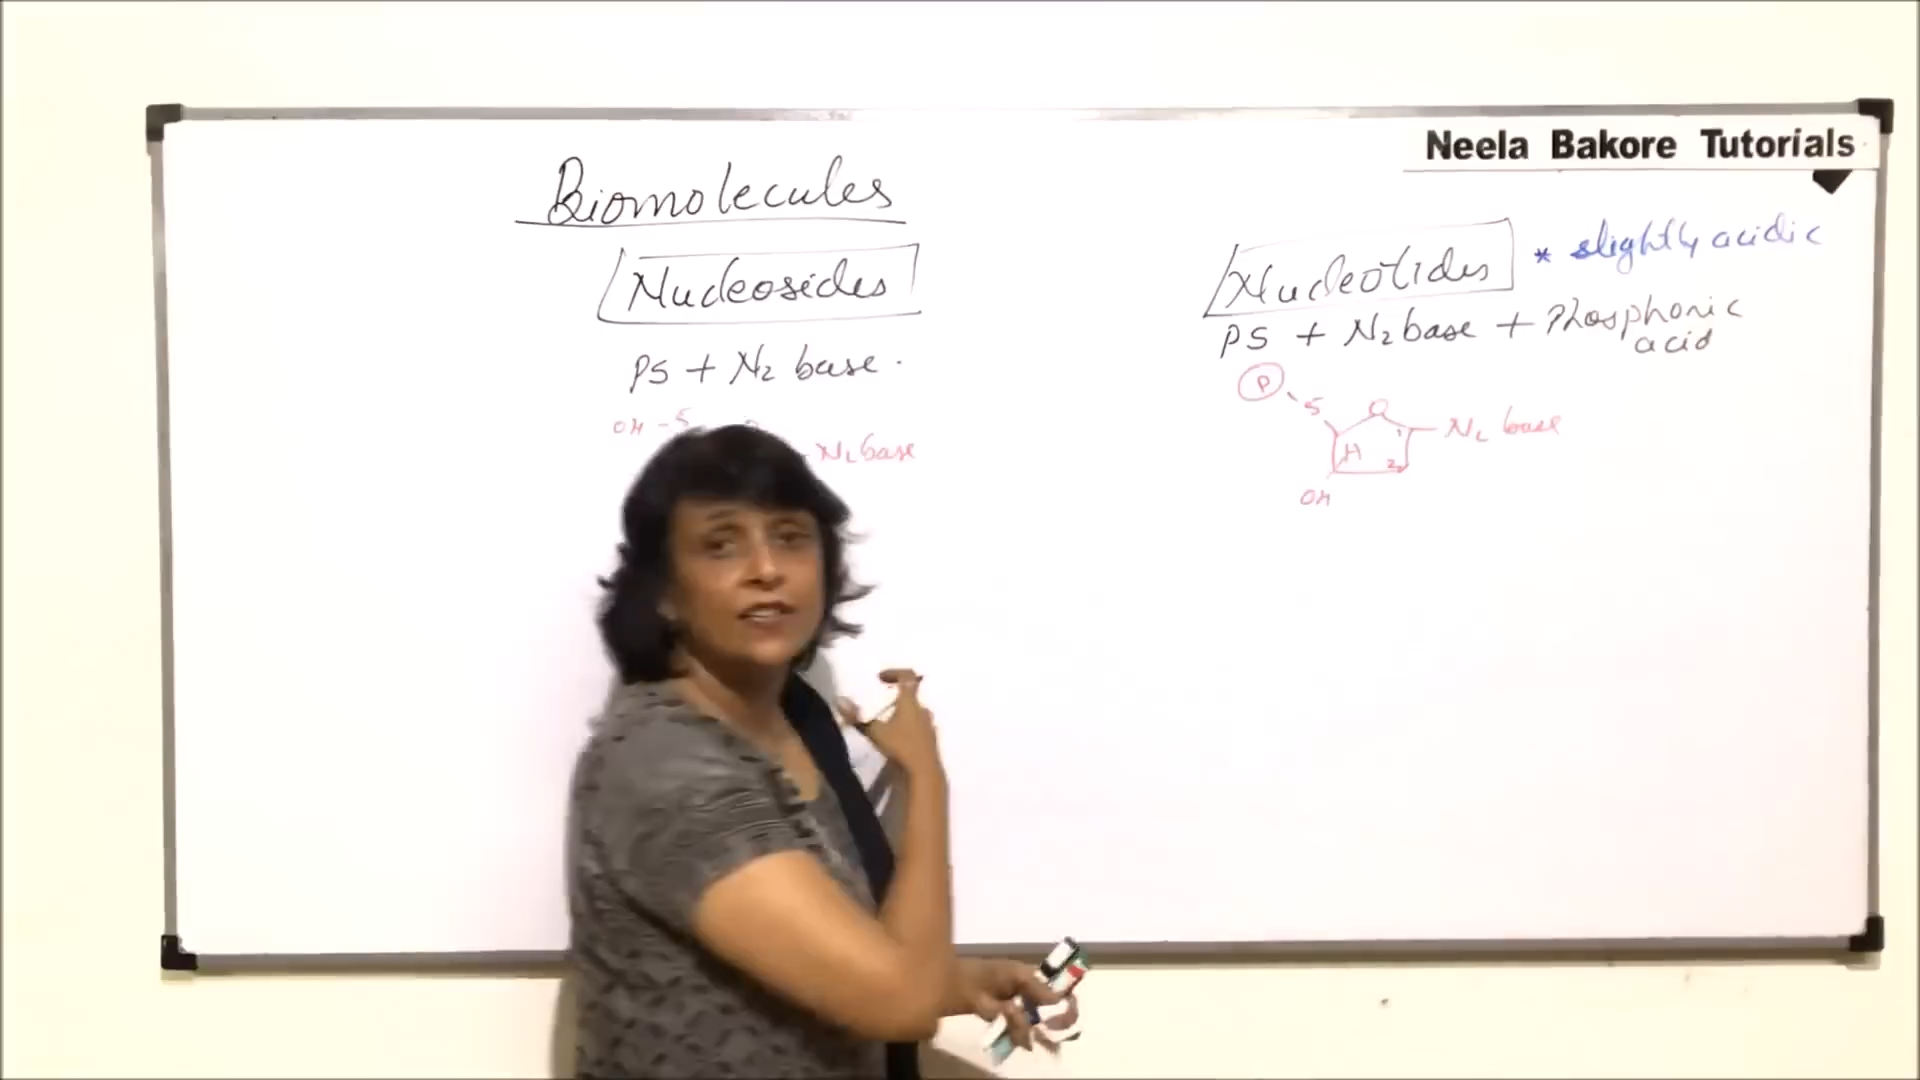 Neela Bakore Tutorials
Biomolecules
Nucleosides
PS + N2 base.
OH - 5
N2 base
Nucleotides * slightly acidic
PS + N2 base + Phosphoric
acid
P
5 O
1 N2 base
H 2
OH